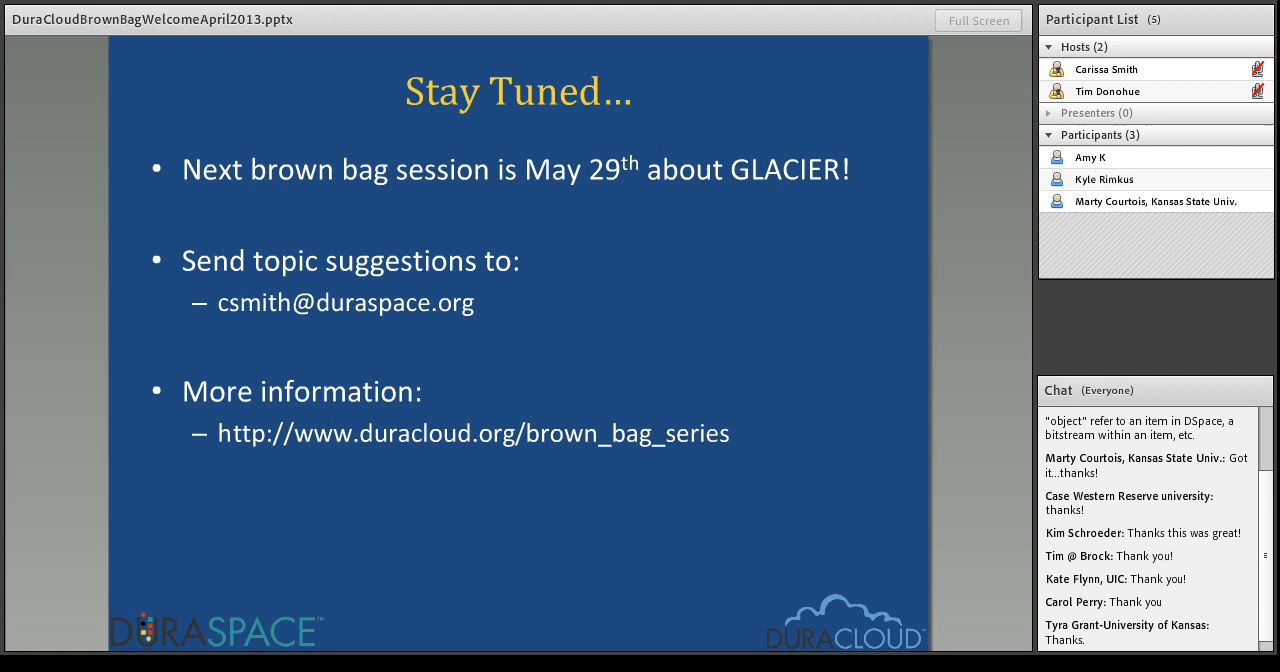 DuraCloudBrownBagWelcomeApril2013.pptx
Full Screen
Stay Tuned…
• Next brown bag session is May 29th about GLACIER!
• Send topic suggestions to:
– csmith@duraspace.org
• More information:
– http://www.duracloud.org/brown_bag_series
DURASPACE™
DURACLOUD™
Participant List (5)
Hosts (2)
Carissa Smith
Tim Donohue
Presenters (0)
Participants (3)
Amy K
Kyle Rimkus
Marty Courtois, Kansas State Univ.
Chat (Everyone)
"object" refer to an item in DSpace, a
bitstream within an item, etc.
Marty Courtois, Kansas State Univ.: Got
it...thanks!
Case Western Reserve university:
thanks!
Kim Schroeder: Thanks this was great!
Tim @ Brock: Thank you!
Kate Flynn, UIC: Thank you!
Carol Perry: Thank you
Tyra Grant-University of Kansas:
Thanks.